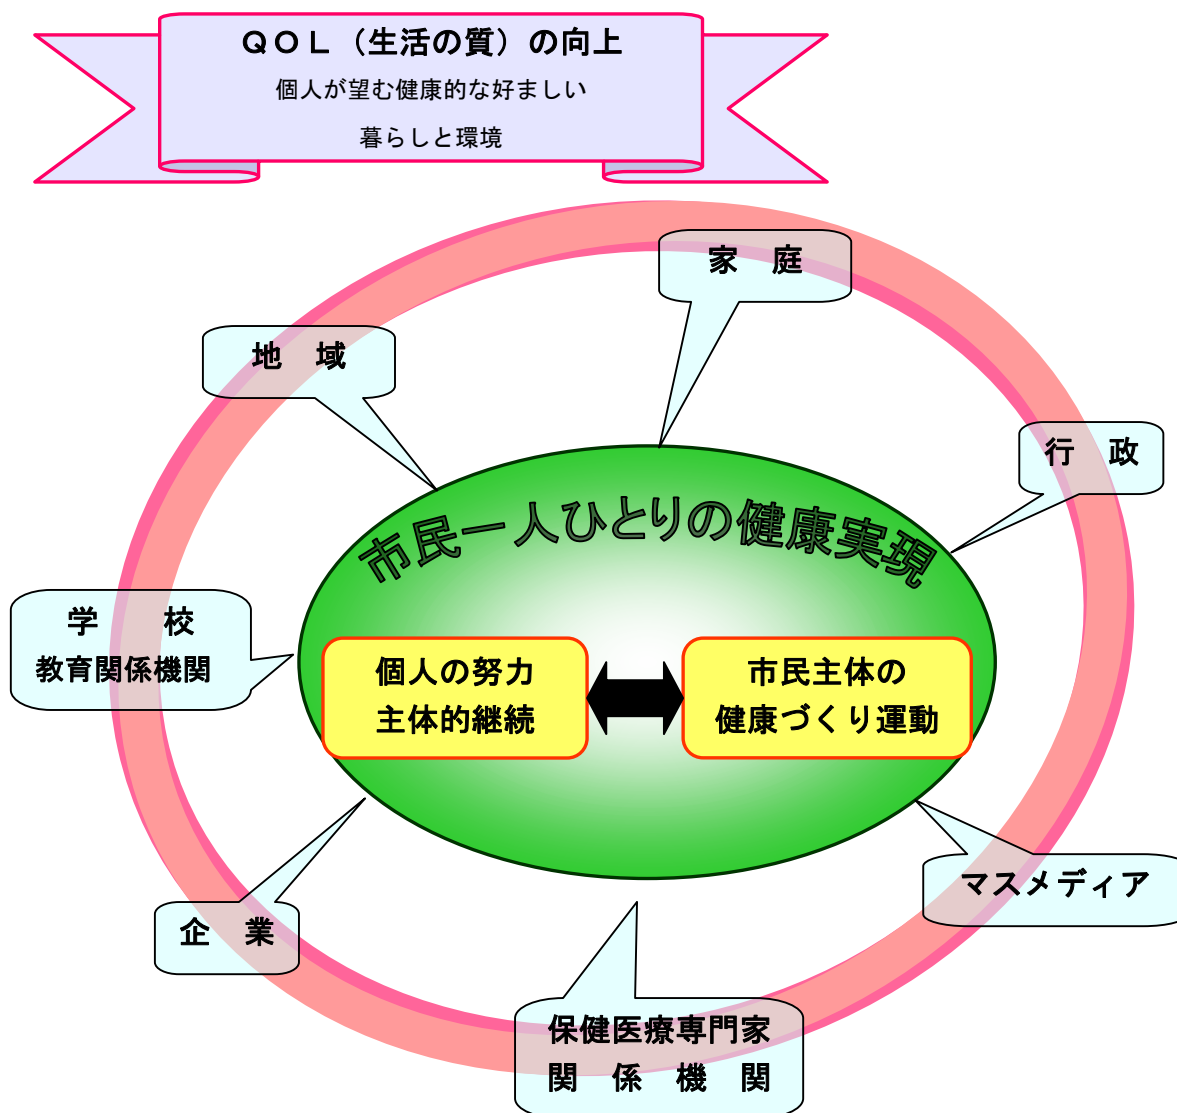 QOL（生活の質）の向上
個人が望む健康的な好ましい
暮らしと環境
家　庭
地　域
行　政
市民一人ひとりの健康実現
学　　校
教育関係機関
個人の努力
主体的継続
市民主体の
健康づくり運動
マスメディア
企　業
保健医療専門家
関　係　機　関